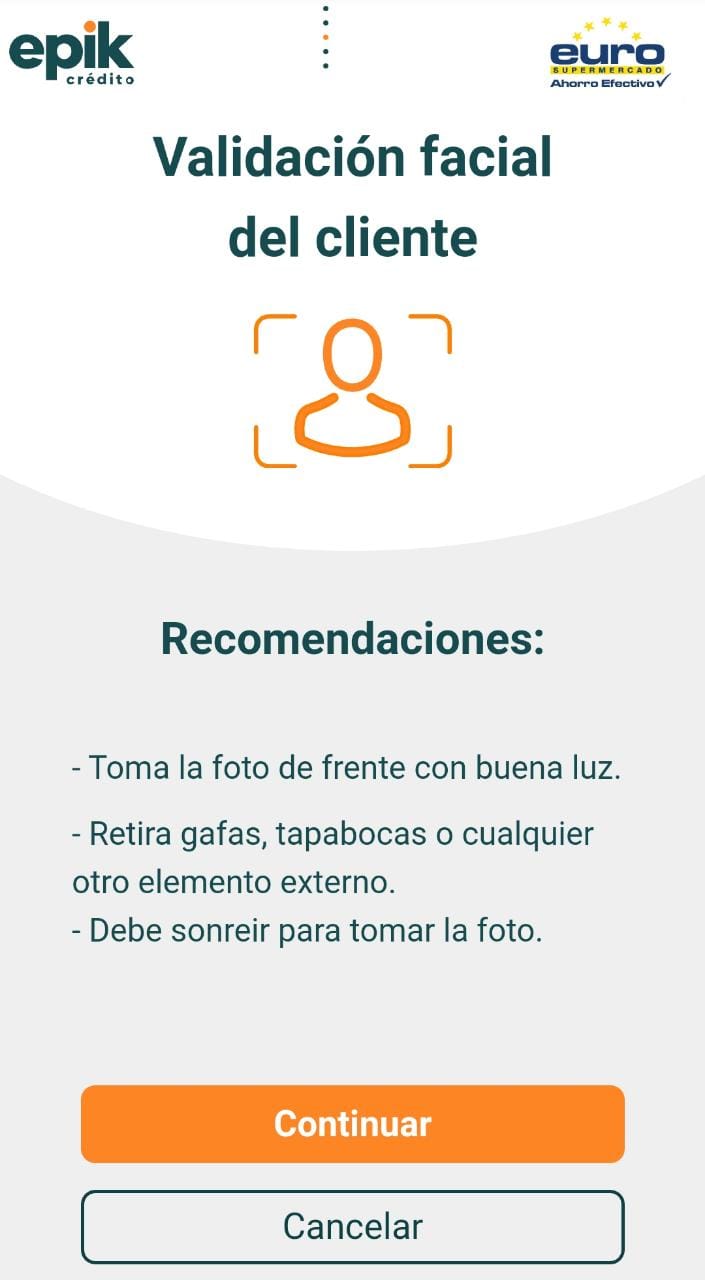 epik
crédito
euro
SUPERMERCADO
Ahorro Efectivo
Validación facial
del cliente
Recomendaciones:
- Toma la foto de frente con buena luz.
- Retira gafas, tapabocas o cualquier
otro elemento externo.
- Debe sonreir para tomar la foto.
Continuar
Cancelar